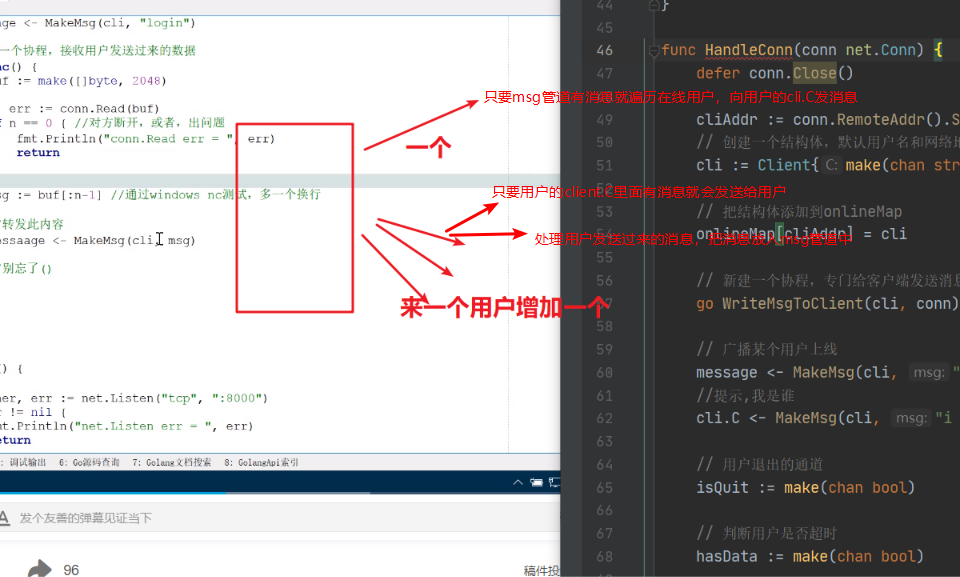 age <- MakeMsg(cli, "login")
一个协程，接收用户发送过来的数据
nc() {
uf := make([]byte, 2048)
err := conn.Read(buf)
f n == 0 { //对方断开，或者，出问题
fmt.Println("conn.Read err = ", err)
return
sg := buf[:n-1] //通过windows nc测试，多一个换行
转发此内容
essaage <- MakeMsg(cli, msg)
别忘了()
() {
ner, err := net.Listen("tcp", ":8000")
r != nil {
mt.Println("net.Listen err = ", err)
eturn
: 调试输出 6: Go源码查询 7: Golang文档搜索 8: GolangApi索引
发个友善的弹幕见证当下
96
稿件投
一个
来一个用户增加一个
只要msg管道有消息就遍历在线用户，向用户的cli.C发消息
只要用户的client.C里面有消息就会发送给用户
处理用户发送过来的消息，把消息放入msg管道中
44 }
45
46 func HandleConn(conn net.Conn) {
47 defer conn.Close()
49 cliAddr := conn.RemoteAddr().S
50 // 创建一个结构体，默认用户名和网络地
51 cli := Client{C: make(chan str
52
53 // 把结构体添加到onlineMap
54 onlineMap[cliAddr] = cli
55
56 // 新建一个协程，专门给客户端发送消息
57 go WriteMsgToClient(cli, conn)
58
59 // 广播某个用户上线
60 message <- MakeMsg(cli, msg: "
61 //提示,我是谁
62 cli.C <- MakeMsg(cli, msg: "i
63
64 // 用户退出的通道
65 isQuit := make(chan bool)
66
67 // 判断用户是否超时
68 hasData := make(chan bool)